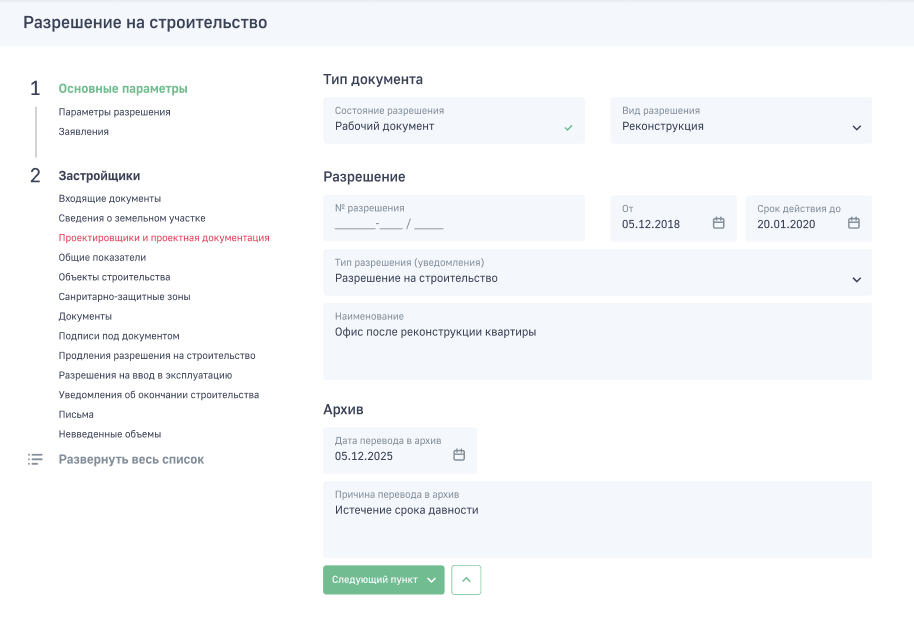 Разрешение на строительство
1 Основные параметры
Параметры разрешения
Заявления
2 Застройщики
Входящие документы
Сведения о земельном участке
Проектировщики и проектная документация
Общие показатели
Объекты строительства
Санритарно-защитные зоны
Документы
Подписи под документом
Продления разрешения на строительство
Разрешения на ввод в эксплуатацию
Уведомления об окончании строительства
Письма
Невведенные объемы
Развернуть весь список
Тип документа
Состояние разрешения
Рабочий документ
Вид разрешения
Реконструкция
Разрешение
№ разрешения
_______-____ / _____
От
05.12.2018
Срок действия до
20.01.2020
Тип разрешения (уведомления)
Разрешение на строительство
Наименование
Офис после реконструкции квартиры
Архив
Дата перевода в архив
05.12.2025
Причина перевода в архив
Истечение срока давности
Следующий пункт